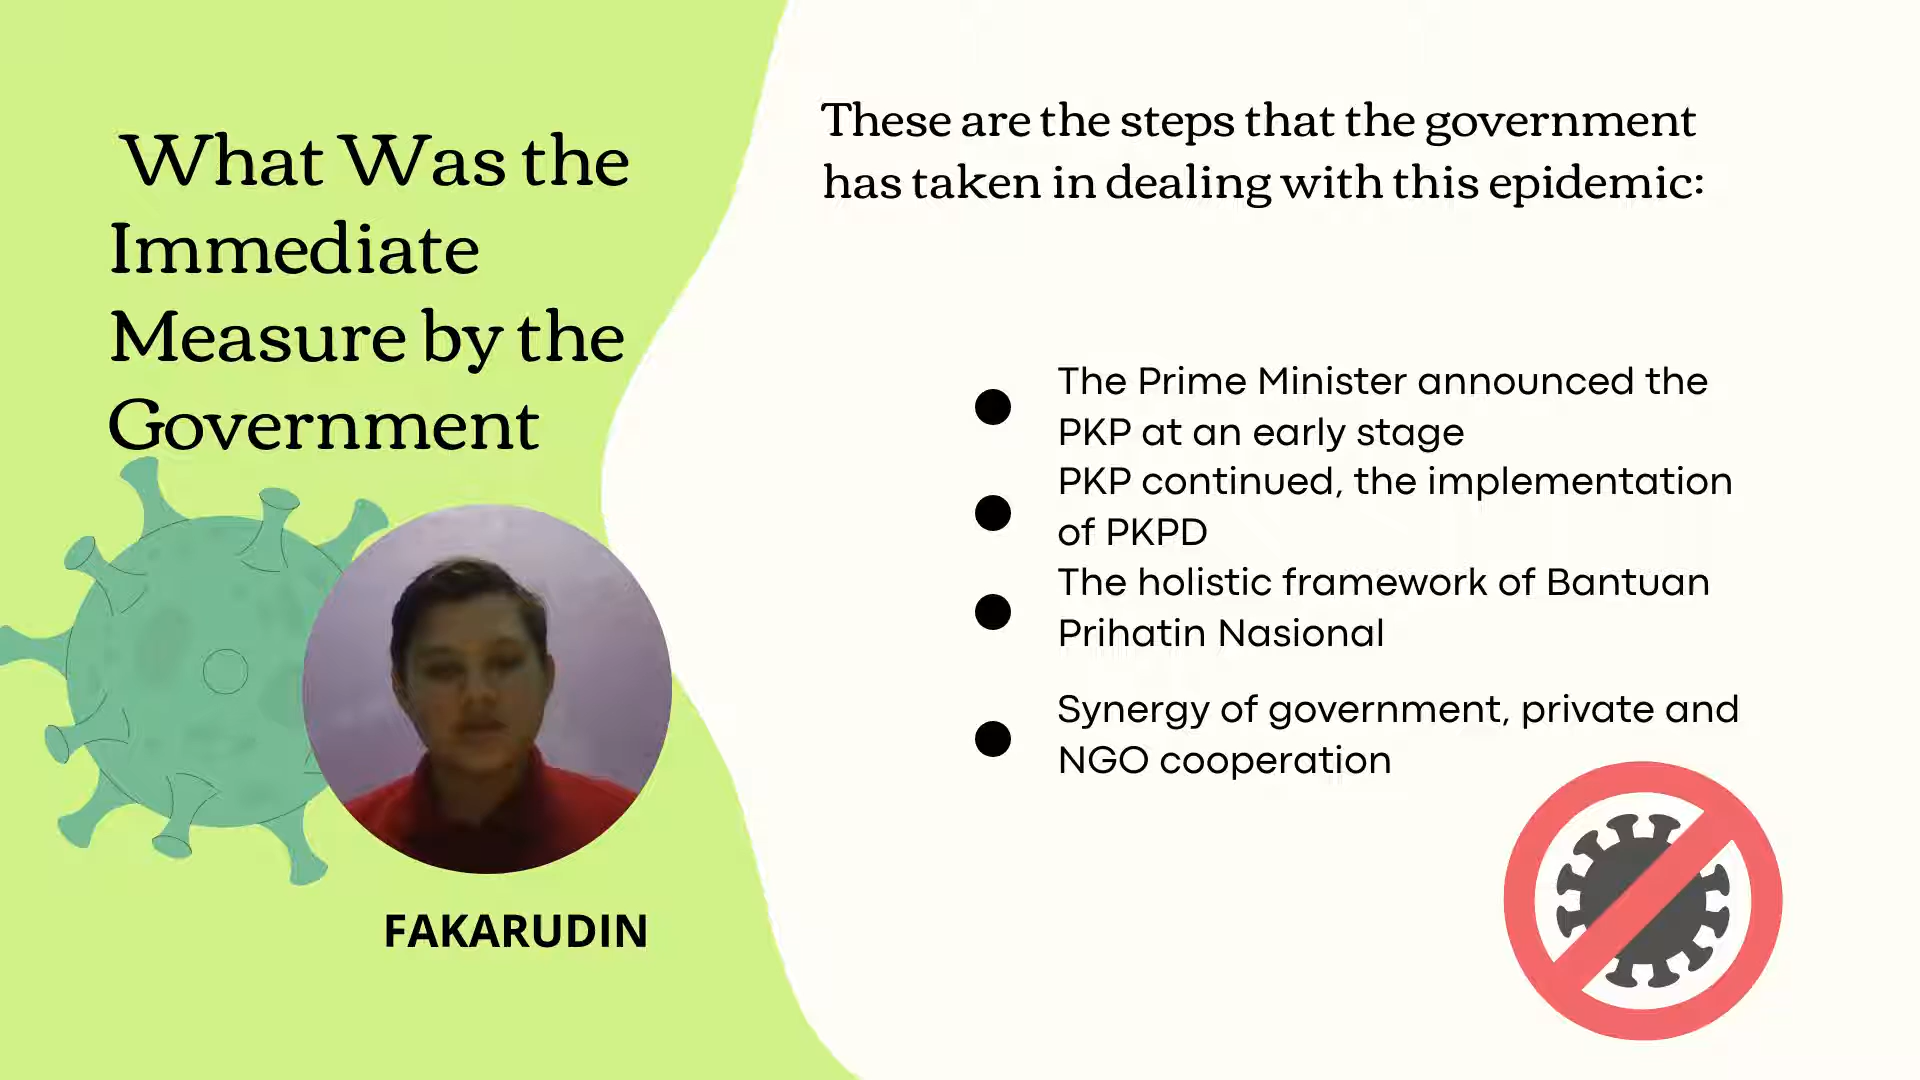 What Was the
Immediate
Measure by the
Government
FAKARUDIN
These are the steps that the government
has taken in dealing with this epidemic:
The Prime Minister announced the
PKP at an early stage
PKP continued, the implementation
of PKPD
The holistic framework of Bantuan
Prihatin Nasional
Synergy of government, private and
NGO cooperation